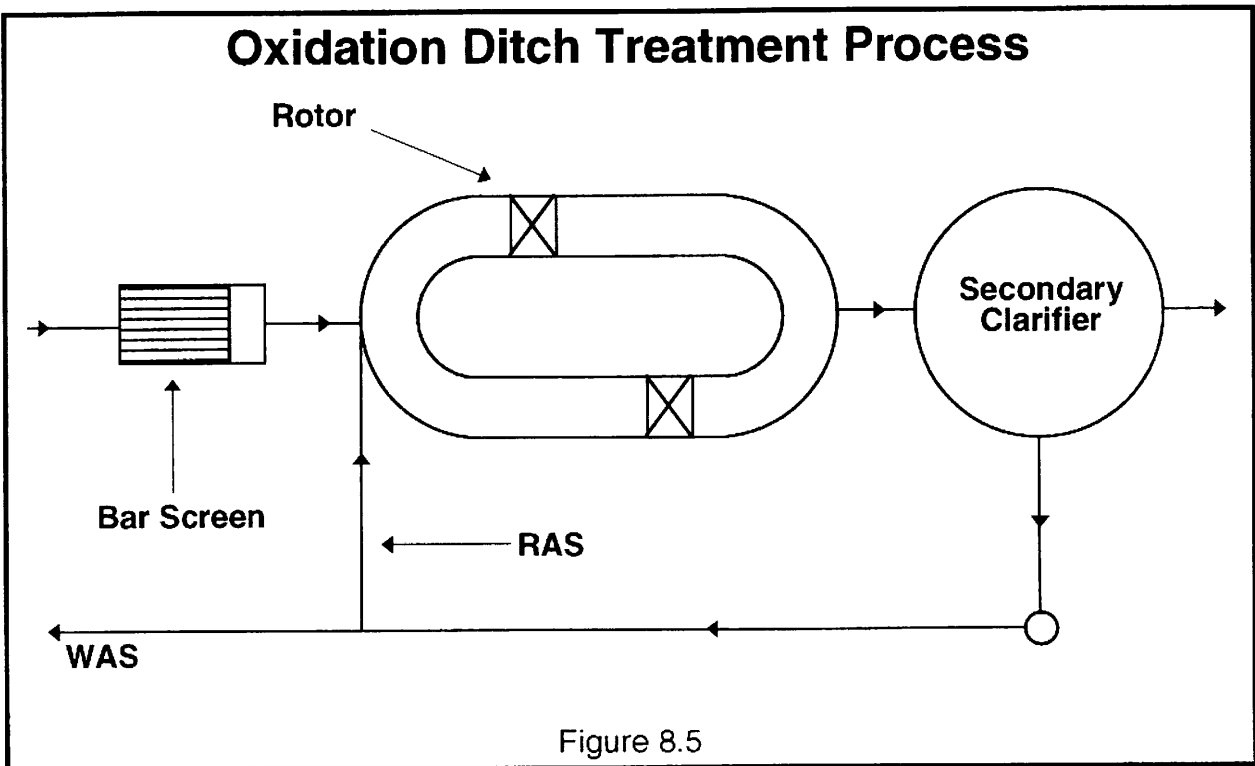 Oxidation Ditch Treatment Process
Rotor
Secondary
Clarifier
Bar Screen
RAS
WAS
Figure 8.5